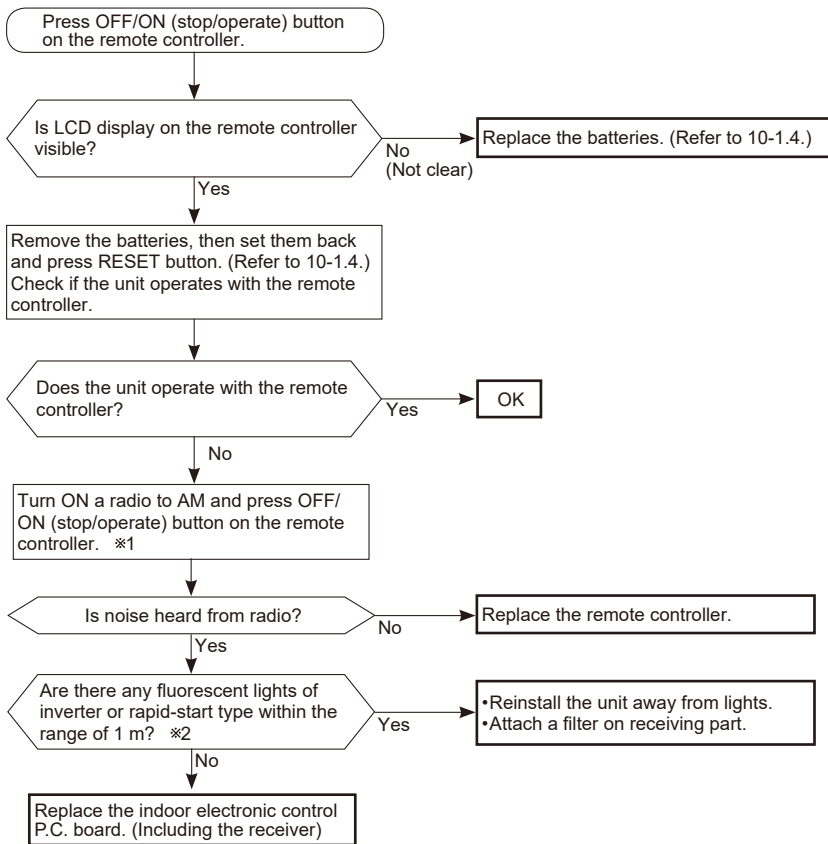 Press OFF/ON (stop/operate) button
on the remote controller.
Is LCD display on the remote controller
visible?
No
(Not clear)
Replace the batteries. (Refer to 10-1.4.)
Yes
Remove the batteries, then set them back
and press RESET button. (Refer to 10-1.4.)
Check if the unit operates with the remote
controller.
Does the unit operate with the remote
controller?
Yes
OK
No
Turn ON a radio to AM and press OFF/
ON (stop/operate) button on the remote
controller. ※1
Is noise heard from radio?
No
Replace the remote controller.
Yes
Are there any fluorescent lights of
inverter or rapid-start type within the
range of 1 m? ※2
Yes
•Reinstall the unit away from lights.
•Attach a filter on receiving part.
No
Replace the indoor electronic control
P.C. board. (Including the receiver)